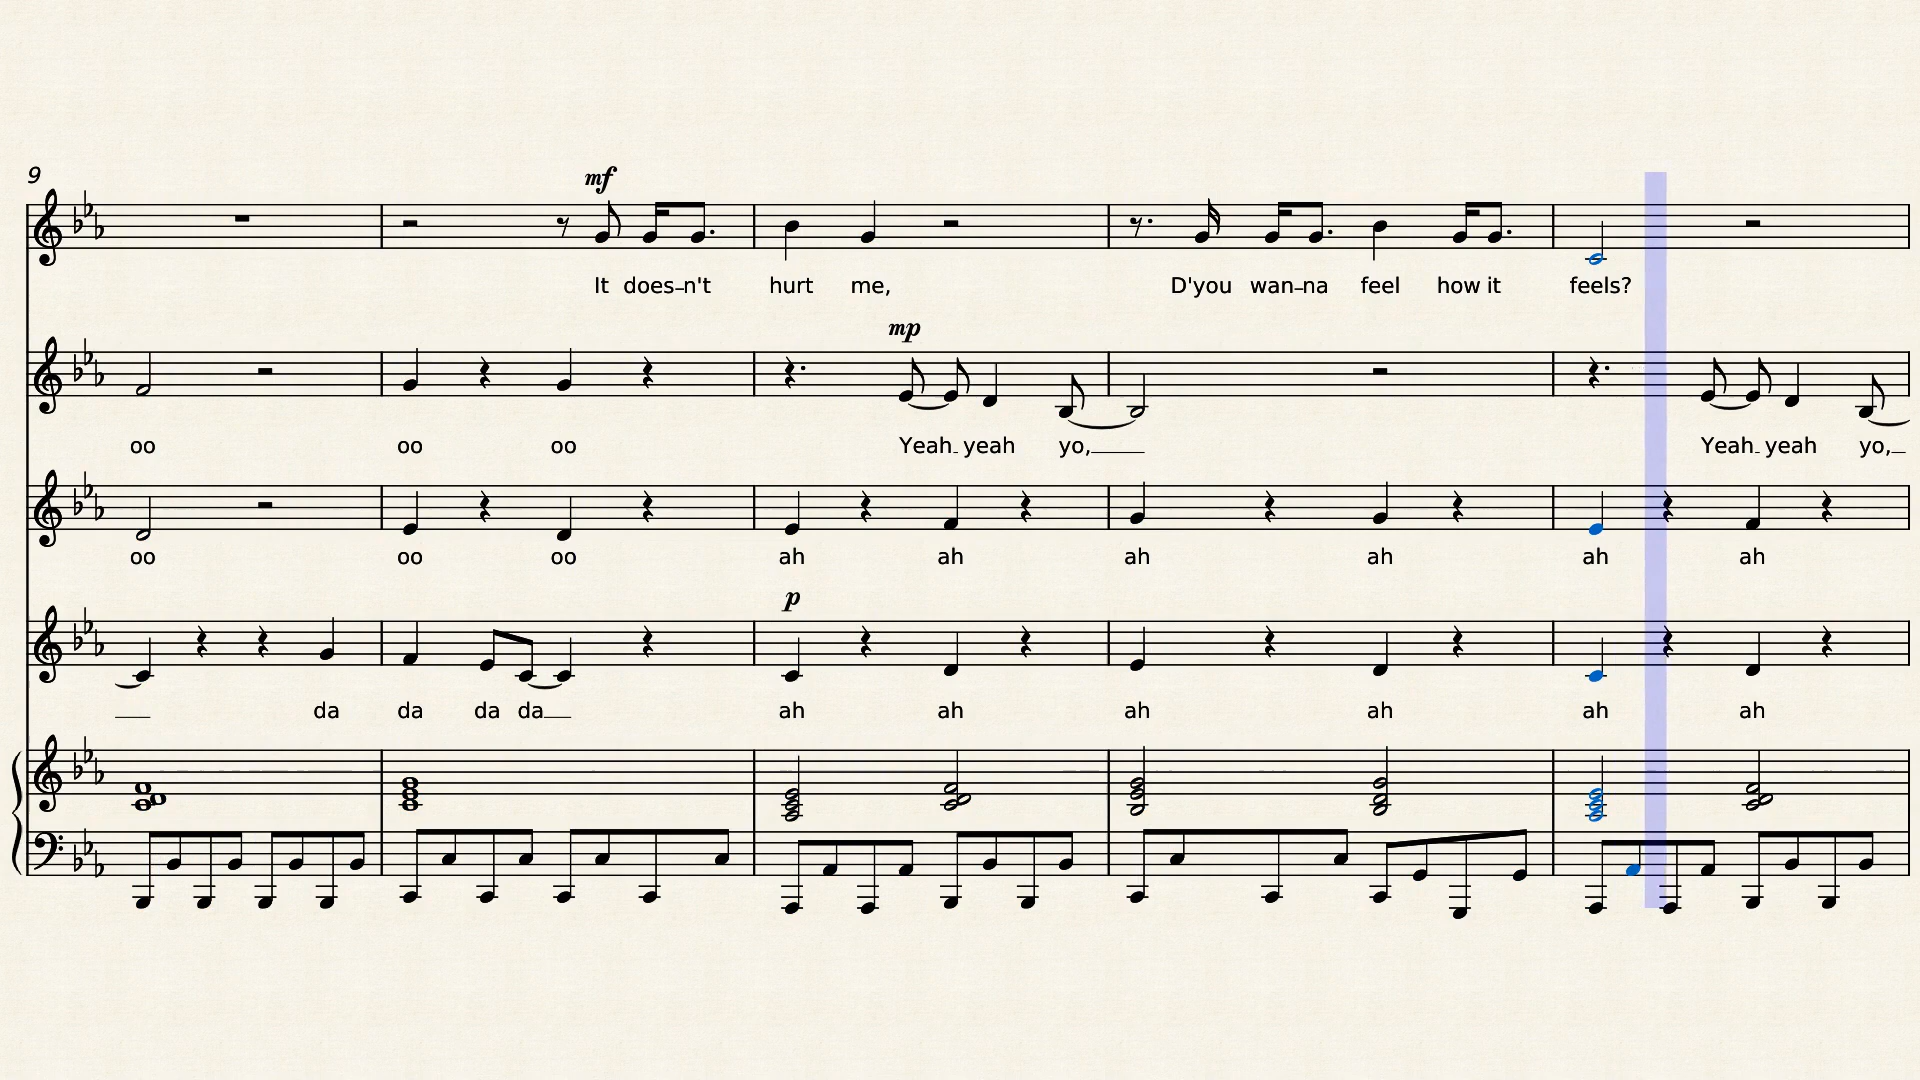 9
mf
It does-n't hurt me, D'you wan-na feel how it feels?
mp
oo oo oo Yeah yeah yo, Yeah yeah yo,
oo oo oo ah ah ah ah ah ah
p
da da da da ah ah ah ah ah ah